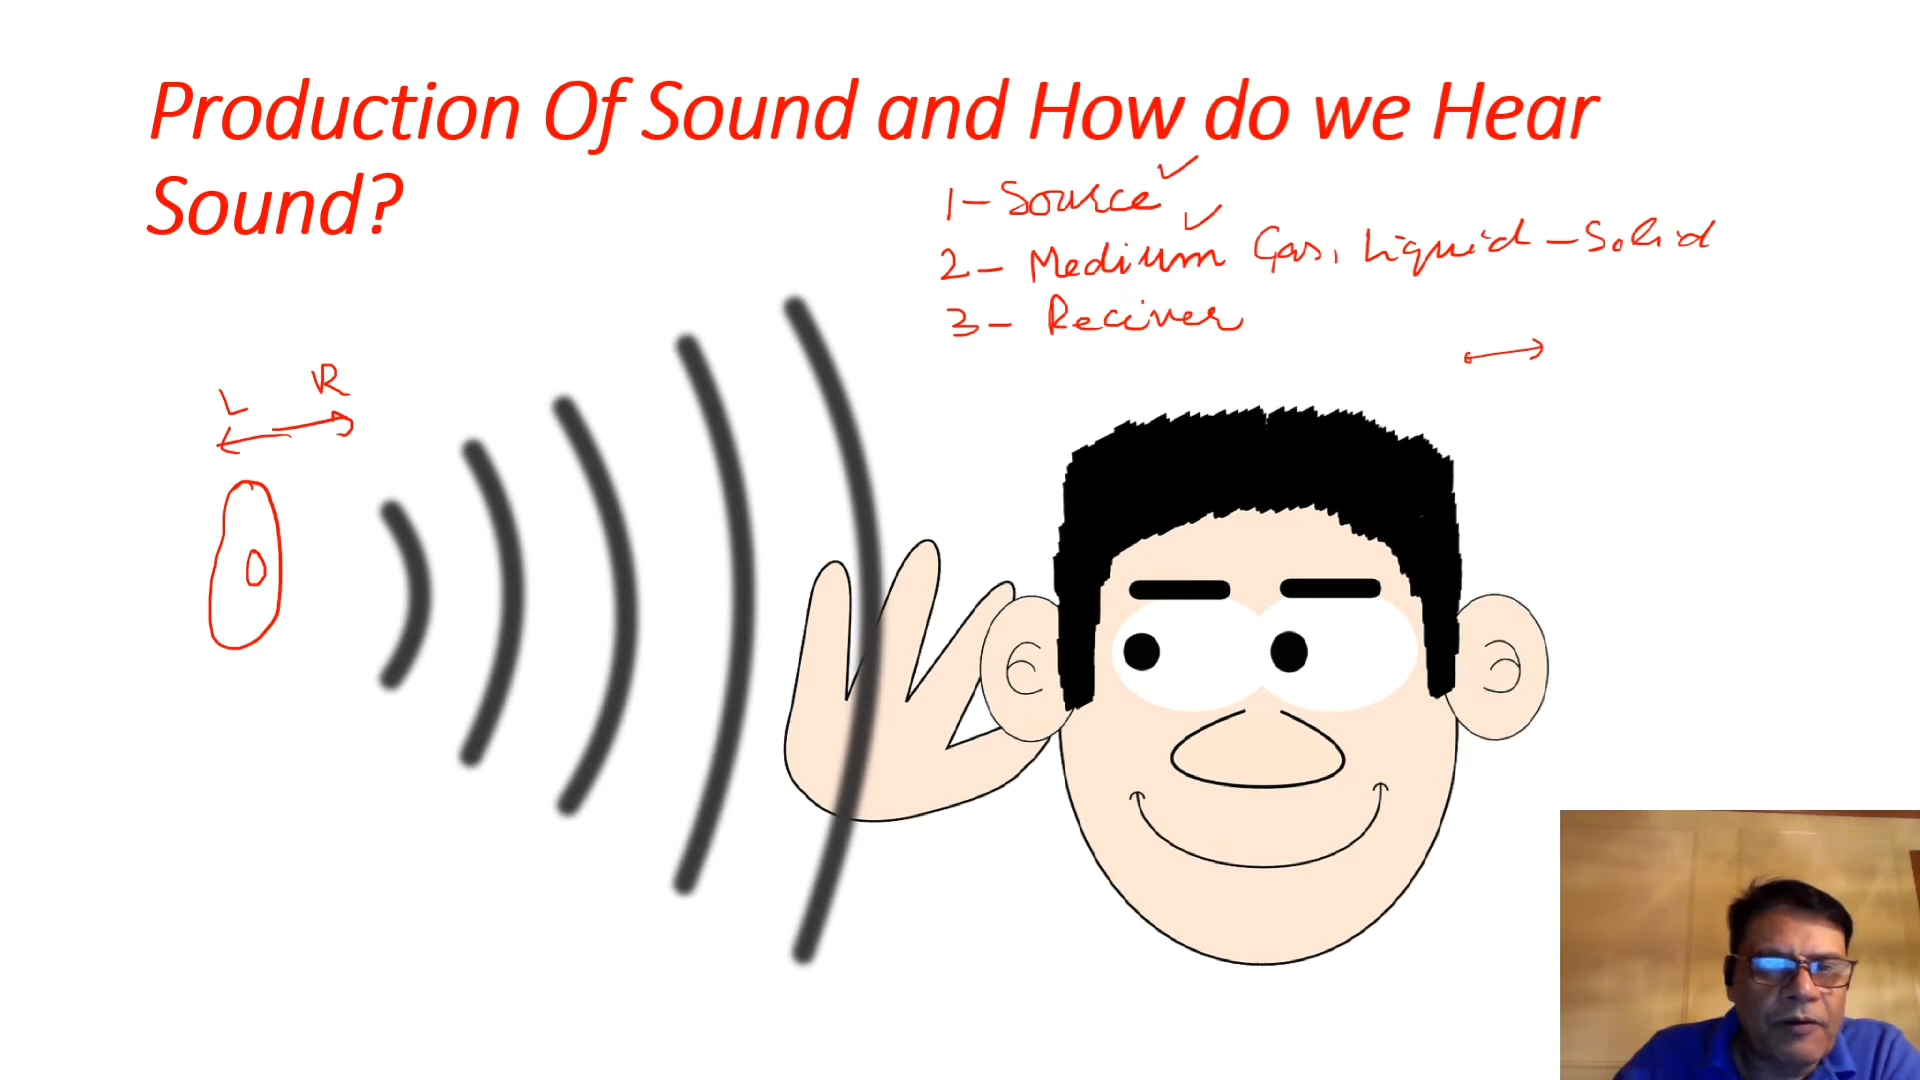 Production Of Sound and How do we Hear
Sound?
1- Source
2- Medium Gas, Liquid - Solid
3- Reciver
L R